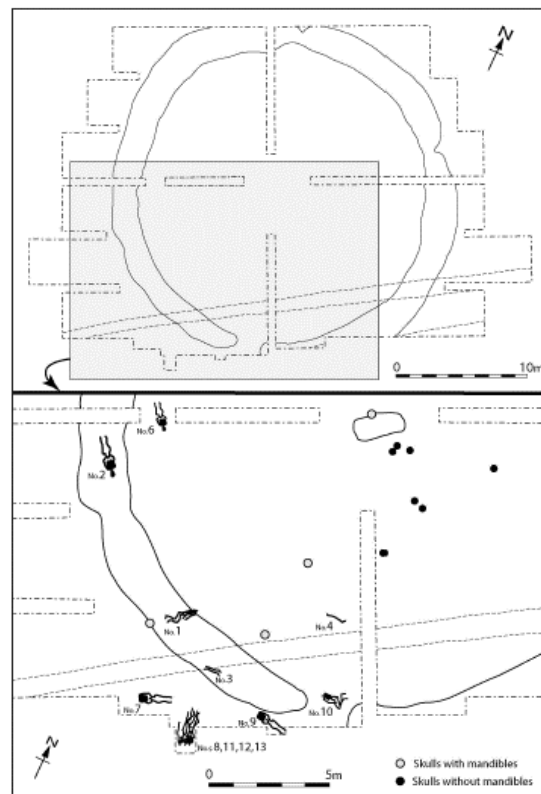 N
0 10m
No.6
No.2
No.1
No.4
No.3
No.7
No.10
No.9
No.s 8,11,12,13
N
0 5m
Skulls with mandibles
Skulls without mandibles